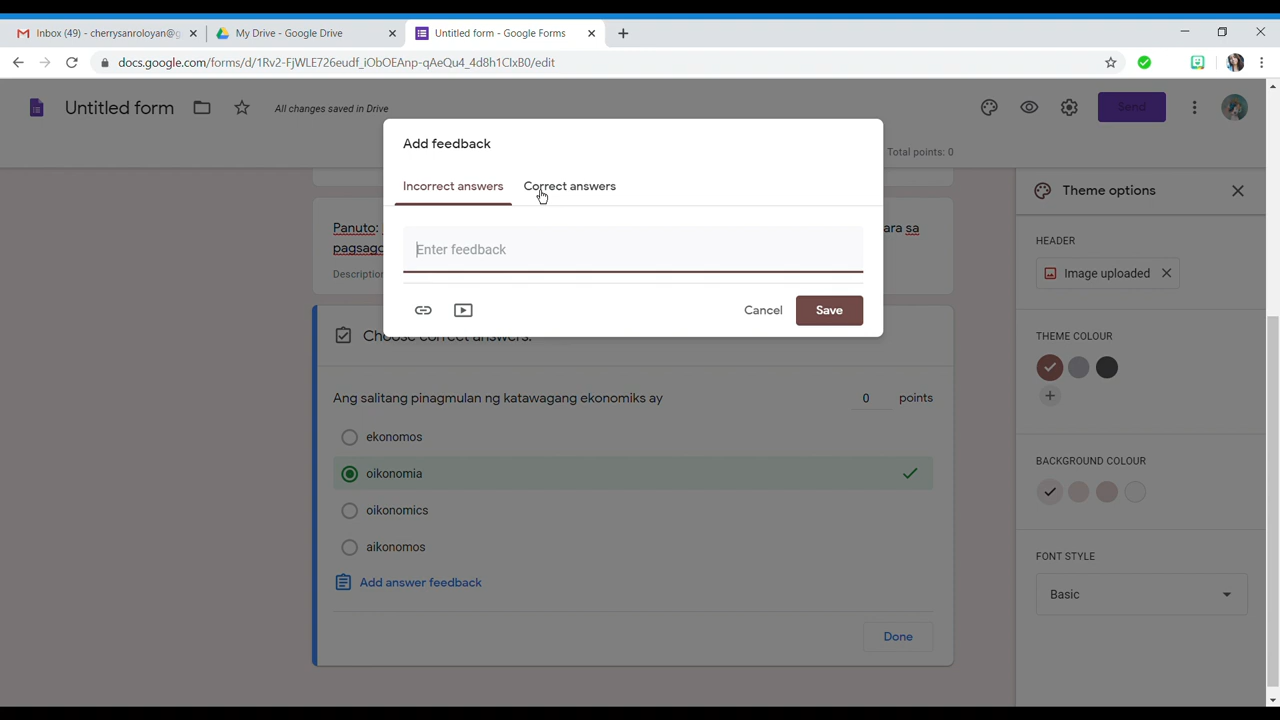 Inbox (49) - cherrysanroloyan@g
My Drive - Google Drive
Untitled form - Google Forms
docs.google.com/forms/d/1Rv2-FjWLE726eudf_iObOEAnp-qAeQu4_4d8h1ClxB0/edit
Untitled form
All changes saved in Drive
Send
Total points: 0
Add feedback
Incorrect answers
Correct answers
Enter feedback
Cancel
Save
Panuto:
ara sa
pagsago
Description
Choose correct answers:
Ang salitang pinagmulan ng katawagang ekonomiks ay
0 points
ekonomos
oikonomia
oikonomics
aikonomos
Add answer feedback
Done
Theme options
HEADER
Image uploaded
THEME COLOUR
BACKGROUND COLOUR
FONT STYLE
Basic